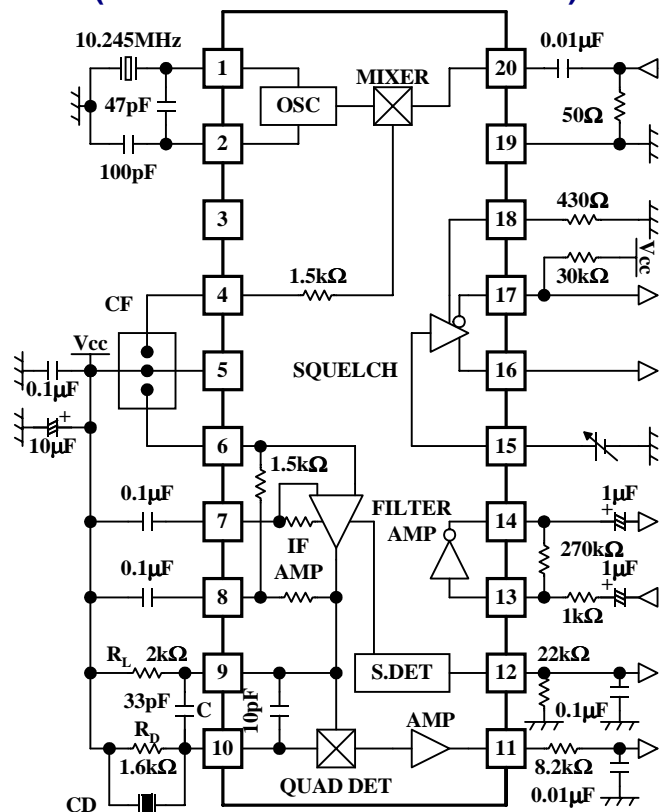 10.245MHz
47pF
100pF
1
2
3
4
5
6
7
8
9
10
OSC
MIXER
20
19
18
17
16
15
14
13
12
11
0.01μF
50Ω
430Ω
Vcc
30kΩ
1.5kΩ
CF
Vcc
0.1μF
+
10μF
SQUELCH
1.5kΩ
0.1μF
0.1μF
IF
AMP
FILTER
AMP
+
1μF
270kΩ
+
1μF
1kΩ
RL 2kΩ
33pF
C
10pF
RD
1.6kΩ
CD
S.DET
22kΩ
0.1μF
QUAD DET
AMP
8.2kΩ
0.01μF